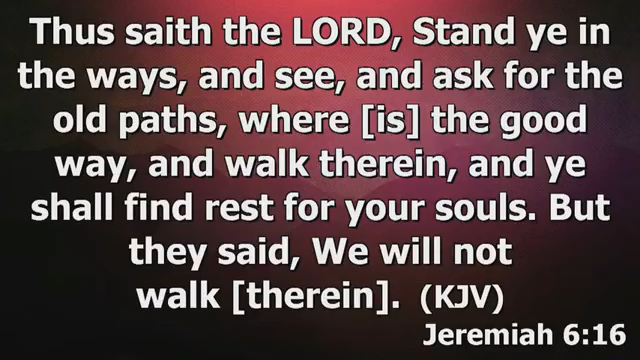 Thus saith the LORD, Stand ye in
the ways, and see, and ask for the
old paths, where [is] the good
way, and walk therein, and ye
shall find rest for your souls. But
they said, We will not
walk [therein]. (KJV)
Jeremiah 6:16